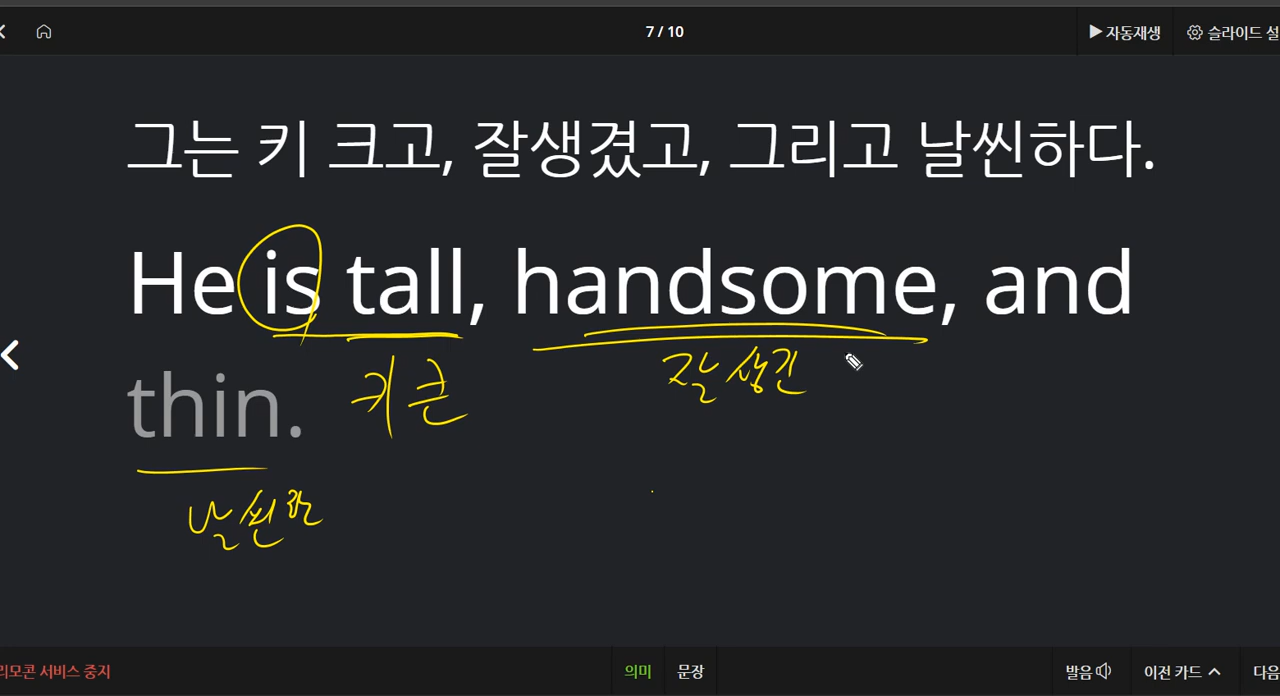 7 / 10
자동재생
슬라이드 설
그는 키 크고, 잘생겼고, 그리고 날씬하다.
He is tall, handsome, and
thin.
키 큰
잘 생긴
날씬한
리모콘 서비스 중지
의미
문장
발음
이전 카드
다음